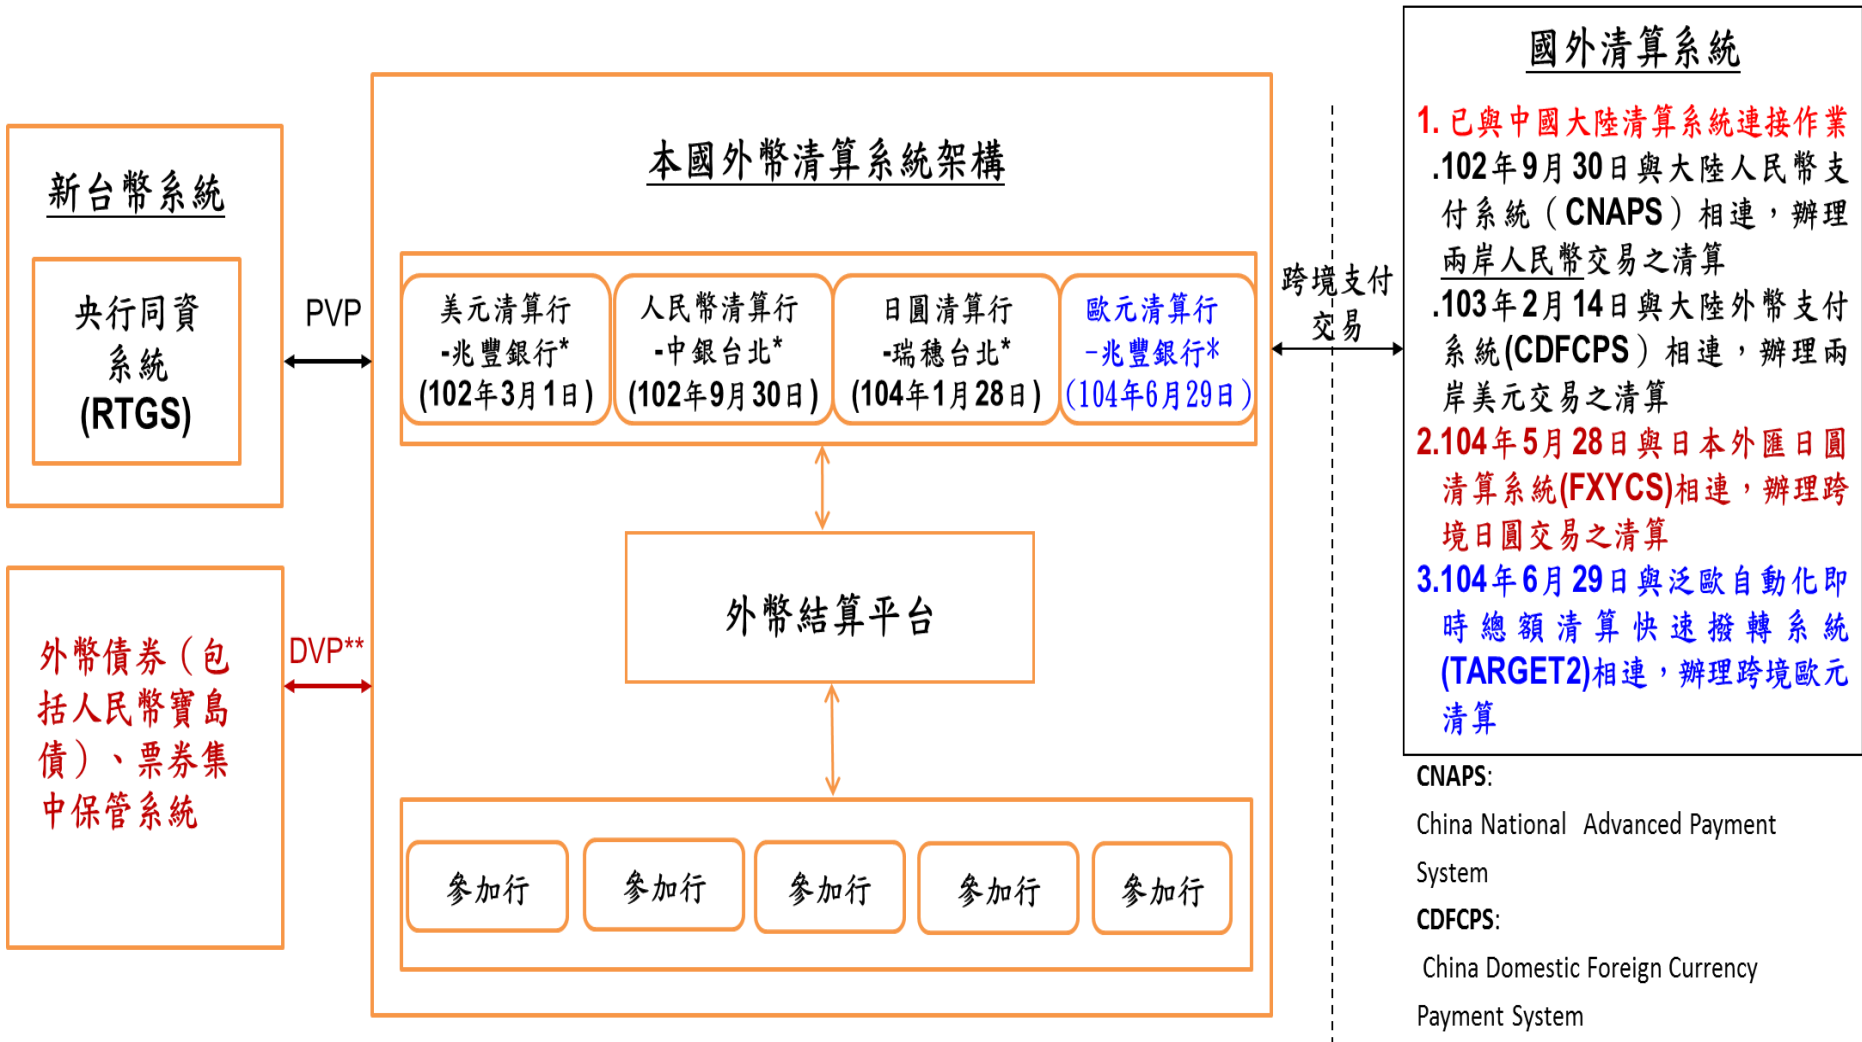 新台幣系統
央行同資
系統
(RTGS)
PVP
外幣債券（包
括人民幣寶島
債）、票券集
中保管系統
DVP**
本國外幣清算系統架構
美元清算行
-兆豐銀行*
(102年3月1日)
人民幣清算行
-中銀台北*
(102年9月30日)
日圓清算行
-瑞穗台北*
(104年1月28日)
歐元清算行
-兆豐銀行*
(104年6月29日)
外幣結算平台
參加行
參加行
參加行
參加行
參加行
跨境支付
交易
國外清算系統
1. 已與中國大陸清算系統連接作業
.102年9月30日與大陸人民幣支
付系統（CNAPS）相連，辦理
兩岸人民幣交易之清算
.103年2月14日與大陸外幣支付
系統(CDFCPS）相連，辦理兩
岸美元交易之清算
2.104年5月28日與日本外匯日圓
清算系統(FXYCS)相連，辦理跨
境日圓交易之清算
3.104年6月29日與泛歐自動化即
時總額清算快速撥轉系統
(TARGET2)相連，辦理跨境歐元
清算
CNAPS:
China National Advanced Payment
System
CDFCPS:
China Domestic Foreign Currency
Payment System